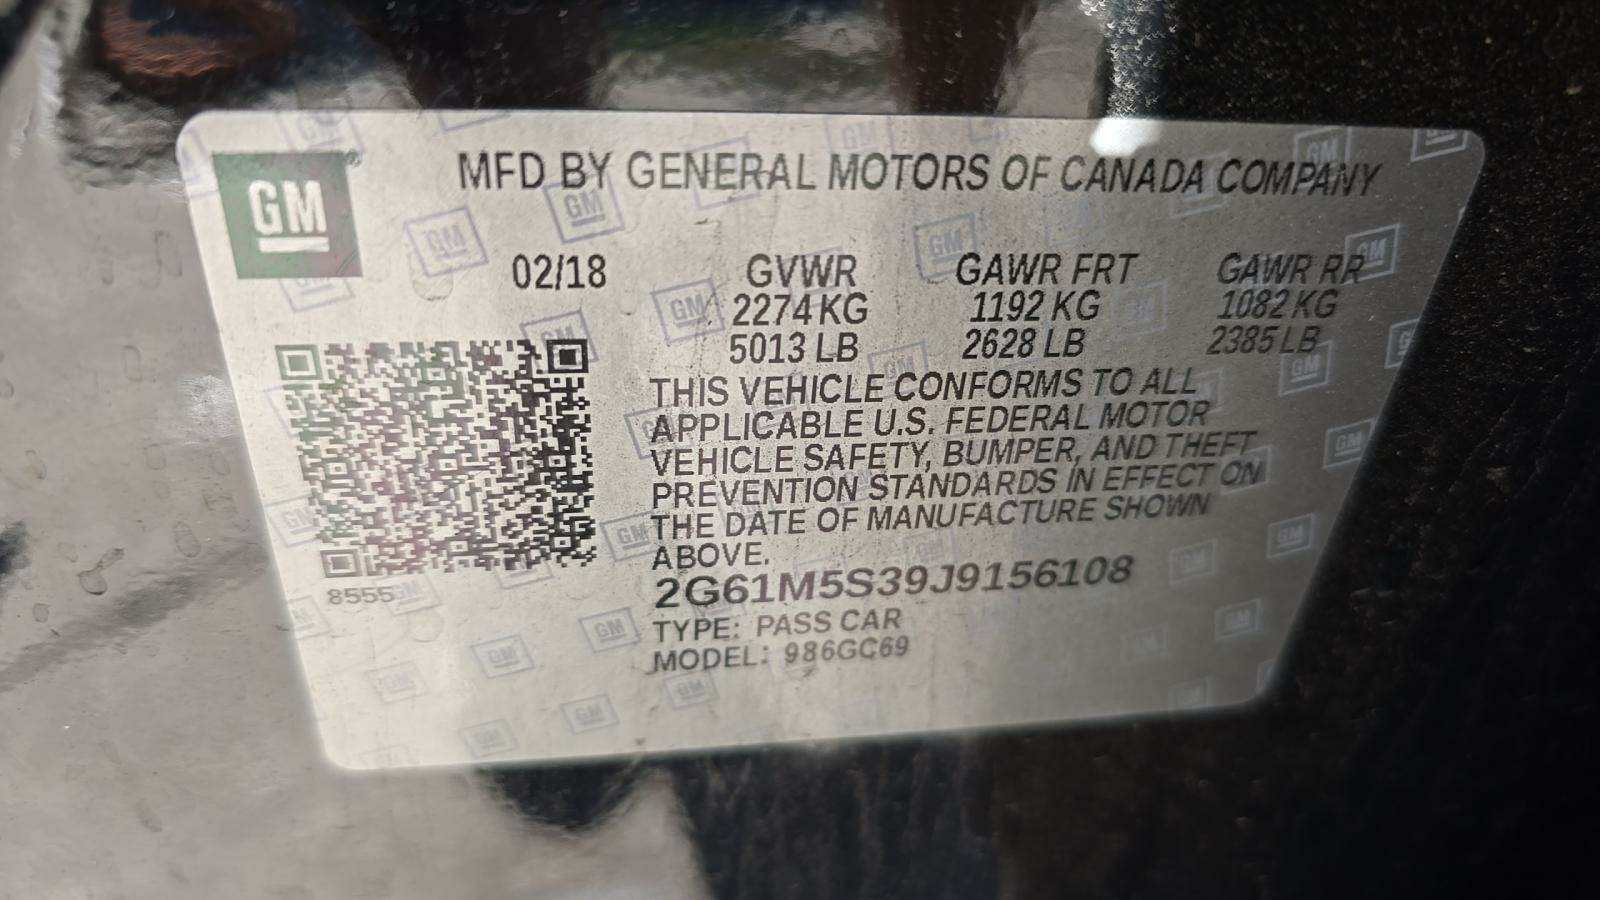 GM
MFD BY GENERAL MOTORS OF CANADA COMPANY
02/18 GVWR GAWR FRT GAWR RR
2274 KG 1192 KG 1082 KG
5013 LB 2628 LB 2385 LB
THIS VEHICLE CONFORMS TO ALL
APPLICABLE U.S. FEDERAL MOTOR
VEHICLE SAFETY, BUMPER, AND THEFT
PREVENTION STANDARDS IN EFFECT ON
THE DATE OF MANUFACTURE SHOWN
ABOVE.
8555
2G61M5S39J9156108
TYPE: PASS CAR
MODEL: 986GC69